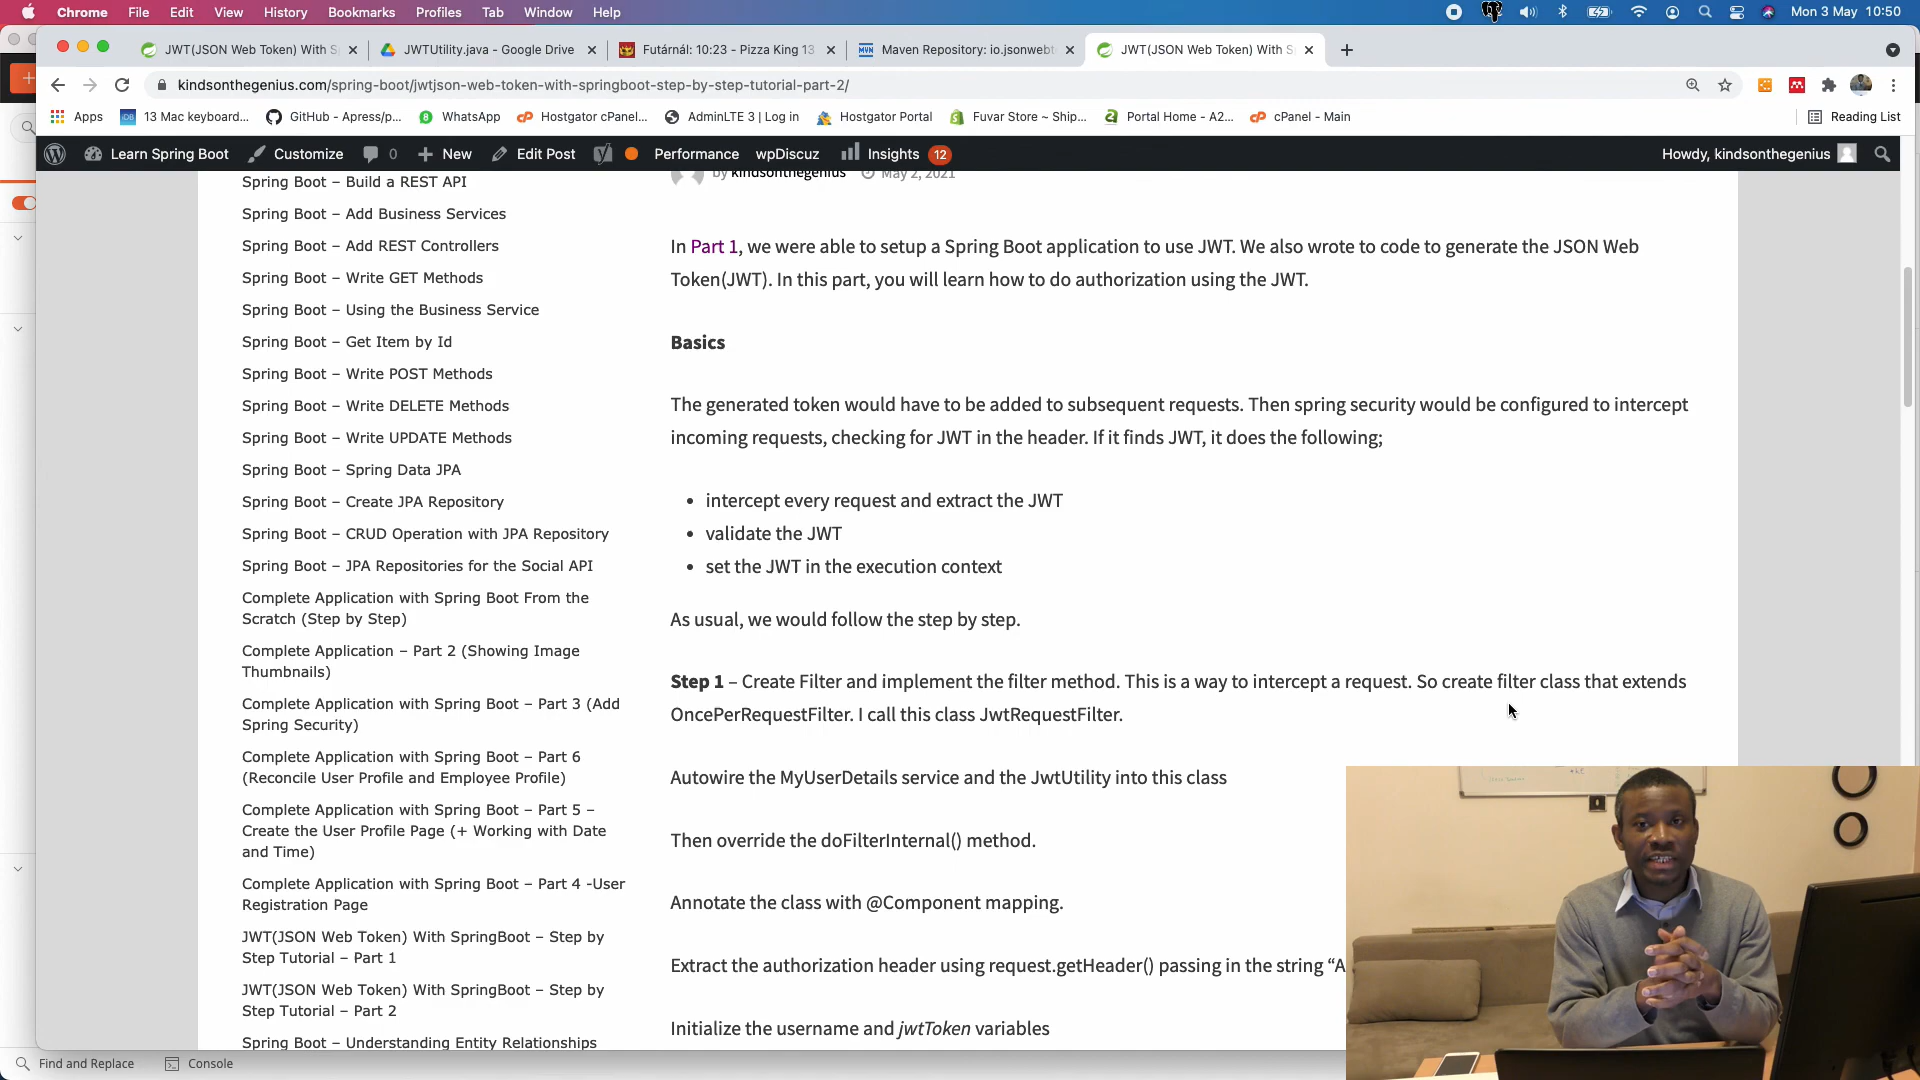 Chrome File Edit View History Bookmarks Profiles Tab Window Help Mon 3 May 10:50
JWT(JSON Web Token) With S JWTUtility.java - Google Drive Futárnál: 10:23 - Pizza King 13 Maven Repository: io.jsonwebt JWT(JSON Web Token) With S
kindsonthegenius.com/spring-boot/jwtjson-web-token-with-springboot-step-by-step-tutorial-part-2/
Apps 13 Mac keyboard... GitHub - Apress/p... WhatsApp Hostgator cPanel... AdminLTE 3 | Log in Hostgator Portal Fuvar Store ~ Ship... Portal Home - A2... cPanel - Main Reading List
Learn Spring Boot Customize 0 New Edit Post Performance wpDiscuz Insights 12 Howdy, kindsonthegenius
Spring Boot – Build a REST API
Spring Boot – Add Business Services
Spring Boot – Add REST Controllers
Spring Boot – Write GET Methods
Spring Boot – Using the Business Service
Spring Boot – Get Item by Id
Spring Boot – Write POST Methods
Spring Boot – Write DELETE Methods
Spring Boot – Write UPDATE Methods
Spring Boot – Spring Data JPA
Spring Boot – Create JPA Repository
Spring Boot – CRUD Operation with JPA Repository
Spring Boot – JPA Repositories for the Social API
Complete Application with Spring Boot From the
Scratch (Step by Step)
Complete Application – Part 2 (Showing Image
Thumbnails)
Complete Application with Spring Boot – Part 3 (Add
Spring Security)
Complete Application with Spring Boot – Part 6
(Reconcile User Profile and Employee Profile)
Complete Application with Spring Boot – Part 5 –
Create the User Profile Page (+ Working with Date
and Time)
Complete Application with Spring Boot – Part 4 -User
Registration Page
JWT(JSON Web Token) With SpringBoot – Step by
Step Tutorial – Part 1
JWT(JSON Web Token) With SpringBoot – Step by
Step Tutorial – Part 2
Spring Boot – Understanding Entity Relationships
by kindsonthegenius May 2, 2021
In Part 1, we were able to setup a Spring Boot application to use JWT. We also wrote to code to generate the JSON Web
Token(JWT). In this part, you will learn how to do authorization using the JWT.
Basics
The generated token would have to be added to subsequent requests. Then spring security would be configured to intercept
incoming requests, checking for JWT in the header. If it finds JWT, it does the following;
• intercept every request and extract the JWT
• validate the JWT
• set the JWT in the execution context
As usual, we would follow the step by step.
Step 1 – Create Filter and implement the filter method. This is a way to intercept a request. So create filter class that extends
OncePerRequestFilter. I call this class JwtRequestFilter.
Autowire the MyUserDetails service and the JwtUtility into this class
Then override the doFilterInternal() method.
Annotate the class with @Component mapping.
Extract the authorization header using request.getHeader() passing in the string “A
Initialize the username and jwtToken variables
Find and Replace Console